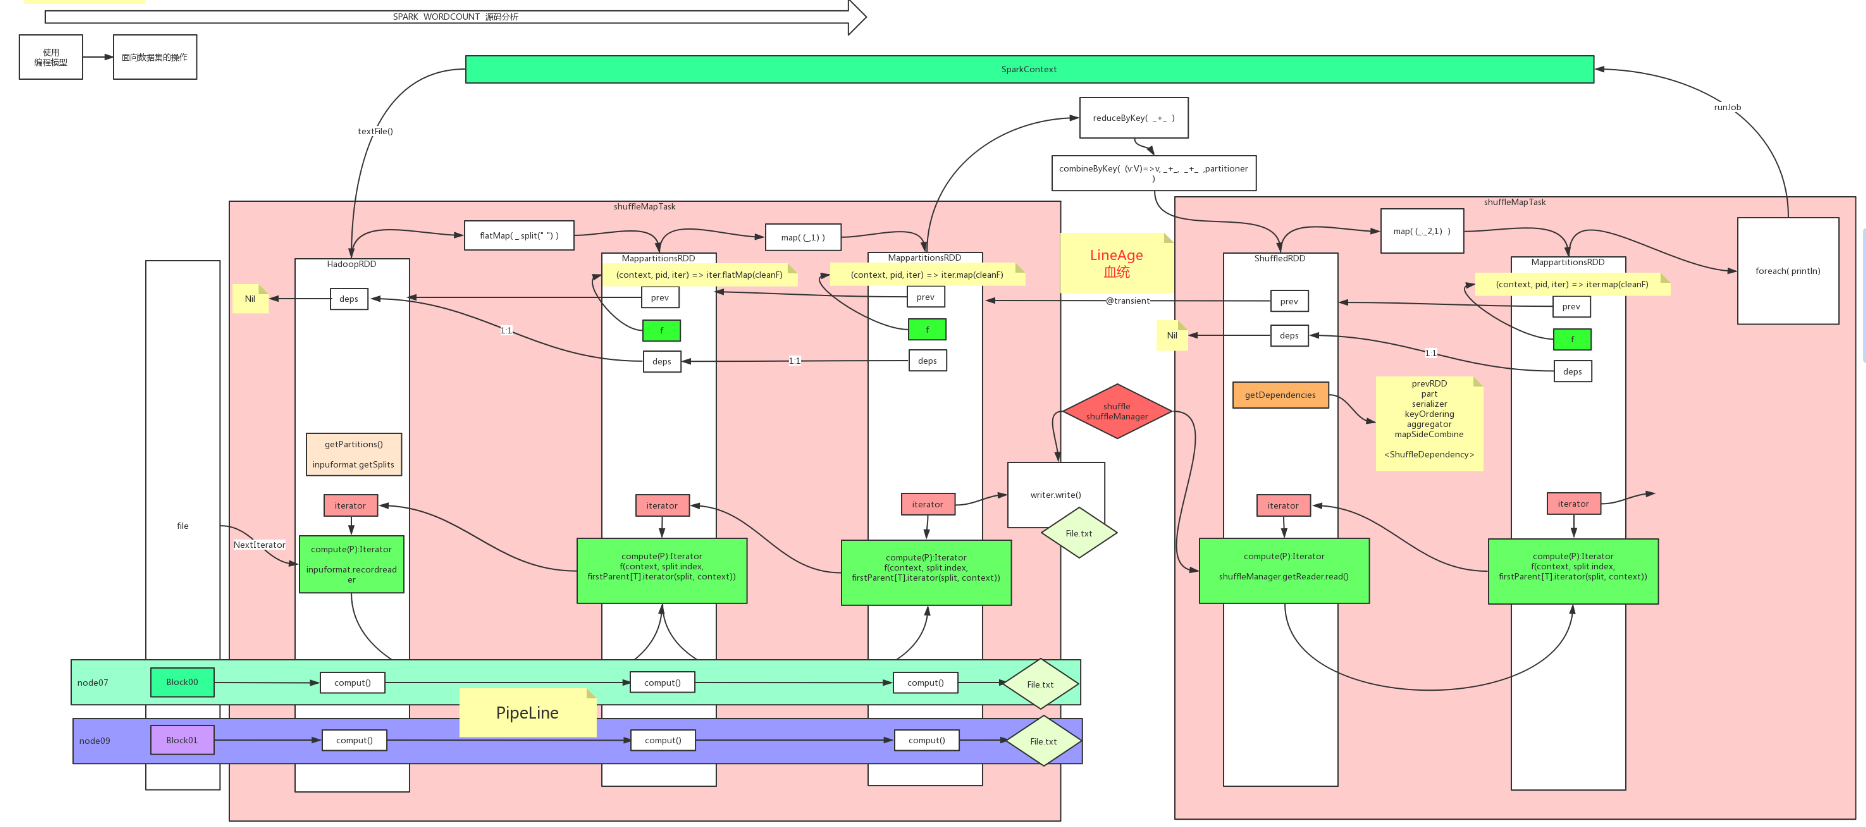 SPARK WORDCOUNT 源码分析
使用
编程模型
面向数据集的操作
SparkContext
textFile()
runJob
reduceByKey( _+_ )
combineByKey( (v:V)=>v, _+_, _+_ ,partitioner
)
shuffleMapTask
flatMap( _ split(" ") )
map( (_,1) )
HadoopRDD
MappartitionsRDD
(context, pid, iter) => iter.flatMap(cleanF)
MappartitionsRDD
(context, pid, iter) => iter.map(cleanF)
Nil
deps
prev
f
deps
1:1
prev
f
deps
1:1
LineAge
血统
@transient
shuffleMapTask
map( (_._2,1) )
ShuffledRDD
MappartitionsRDD
(context, pid, iter) => iter.map(cleanF)
foreach( println)
prev
Nil
deps
prev
f
deps
1:1
getDependencies
prevRDD
part
serializer
keyOrdering
aggregator
mapSideCombine
<ShuffleDependency>
shuffle
shuffleManager
getPartitions()
inpuformat.getSplits
file
NextIterator
iterator
compute(P):Iterator
inpuformat.recordread
er
iterator
compute(P):Iterator
f(context, split.index,
firstParent[T].iterator(split, context))
iterator
compute(P):Iterator
f(context, split.index,
firstParent[T].iterator(split, context))
writer.write()
File.txt
iterator
compute(P):Iterator
shuffleManager.getReader.read()
iterator
compute(P):Iterator
f(context, split.index,
firstParent[T].iterator(split, context))
node07
Block00
comput()
comput()
comput()
File.txt
PipeLine
node09
Block01
comput()
comput()
comput()
File.txt